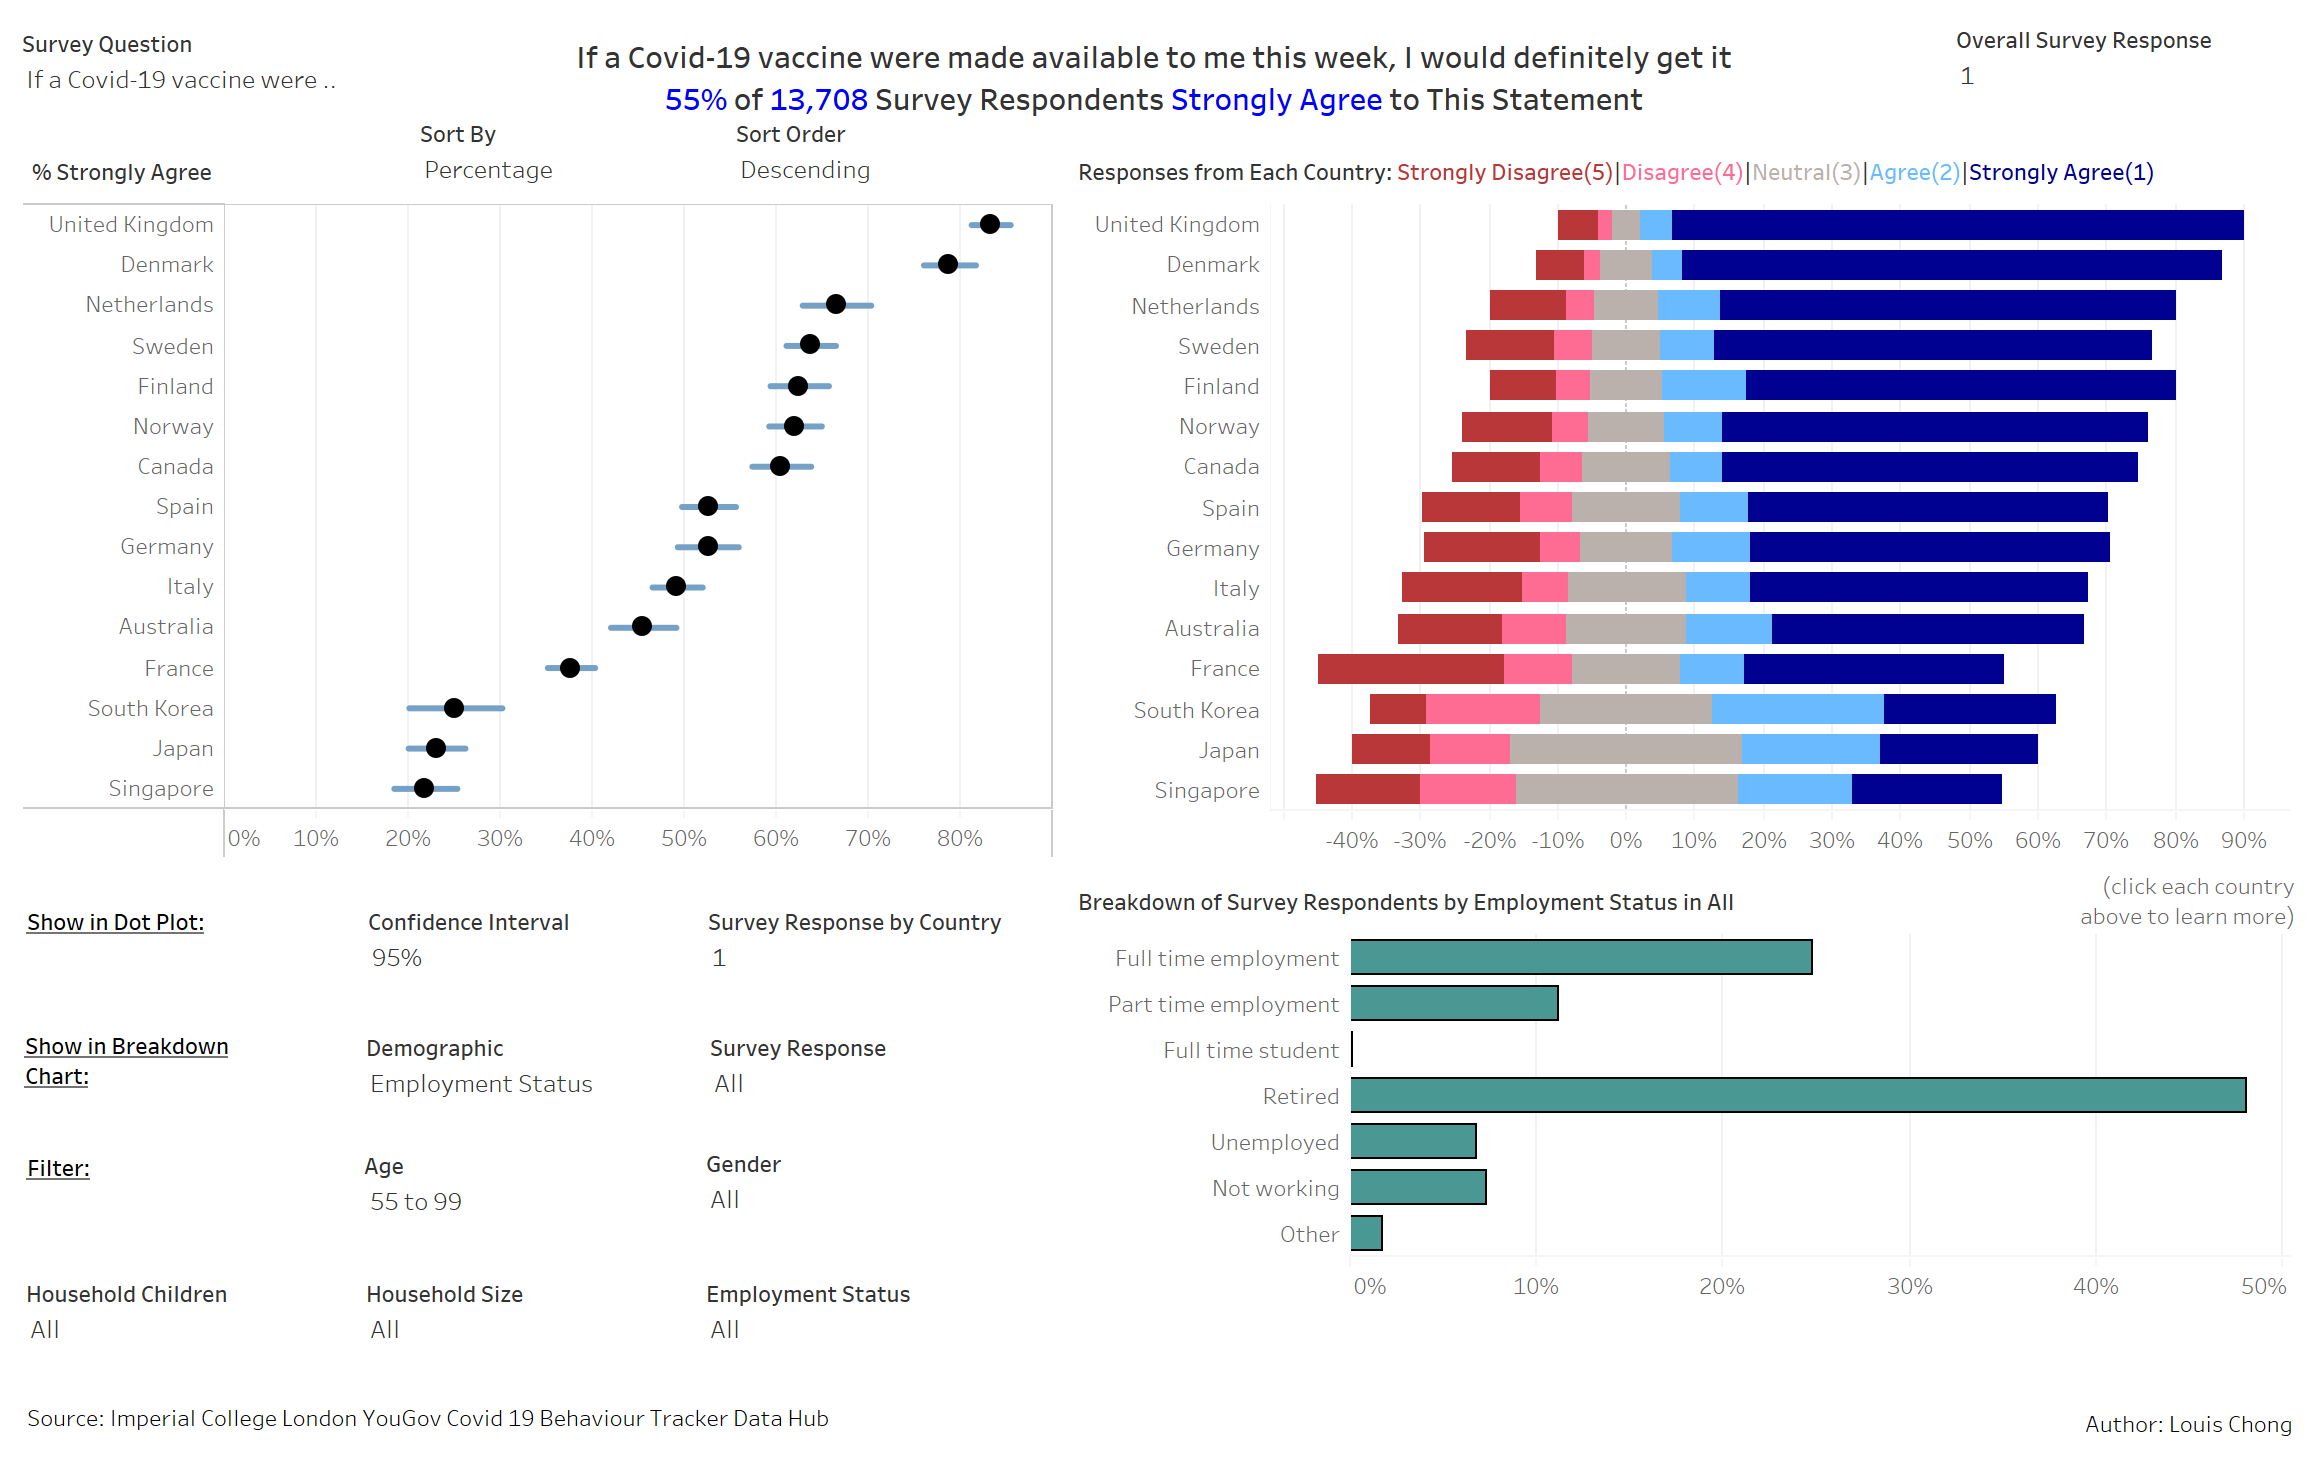 Survey Question
If a Covid-19 vaccine were ..
If a Covid-19 vaccine were made available to me this week, I would definitely get it
55% of 13,708 Survey Respondents Strongly Agree to This Statement
Overall Survey Response
1
Sort By
Percentage
Sort Order
Descending
% Strongly Agree
United Kingdom
Denmark
Netherlands
Sweden
Finland
Norway
Canada
Spain
Germany
Italy
Australia
France
South Korea
Japan
Singapore
0% 10% 20% 30% 40% 50% 60% 70% 80%
Responses from Each Country: Strongly Disagree(5)|Disagree(4)|Neutral(3)|Agree(2)|Strongly Agree(1)
United Kingdom
Denmark
Netherlands
Sweden
Finland
Norway
Canada
Spain
Germany
Italy
Australia
France
South Korea
Japan
Singapore
-40% -30% -20% -10% 0% 10% 20% 30% 40% 50% 60% 70% 80% 90%
Show in Dot Plot:
Confidence Interval
95%
Survey Response by Country
1
Show in Breakdown
Chart:
Demographic
Employment Status
Survey Response
All
Filter:
Age
55 to 99
Gender
All
Household Children
All
Household Size
All
Employment Status
All
Breakdown of Survey Respondents by Employment Status in All
(click each country
above to learn more)
Full time employment
Part time employment
Full time student
Retired
Unemployed
Not working
Other
0% 10% 20% 30% 40% 50%
Source: Imperial College London YouGov Covid 19 Behaviour Tracker Data Hub
Author: Louis Chong